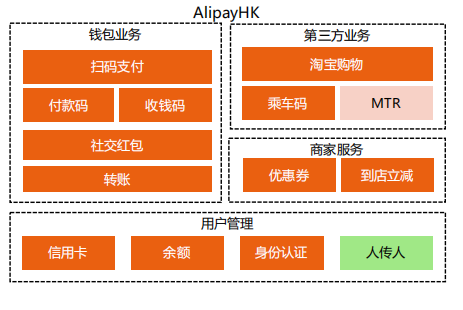 AlipayHK
钱包业务
扫码支付
付款码
收钱码
社交红包
转账
第三方业务
淘宝购物
乘车码
MTR
商家服务
优惠券
到店立减
用户管理
信用卡
余额
身份认证
人传人